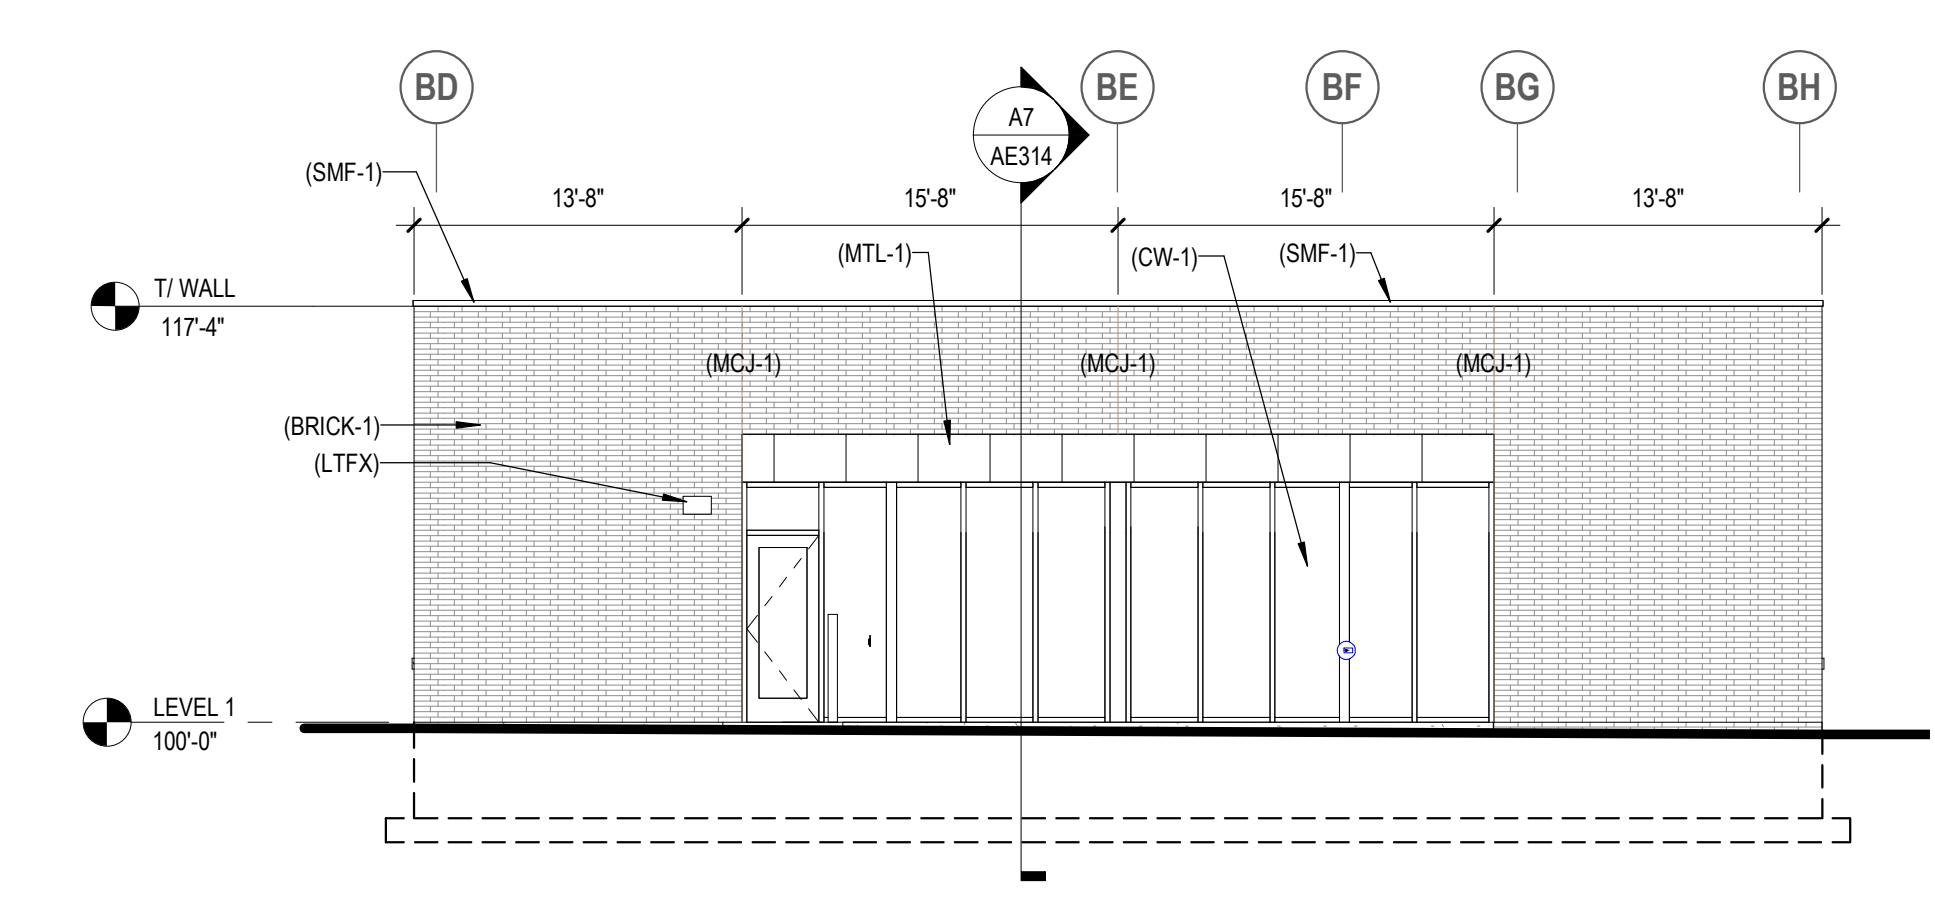 BD
BE
BF
BG
BH
A7
AE314
(SMF-1)
13'-8"
15'-8"
15'-8"
13'-8"
(MTL-1)
(CW-1)
(SMF-1)
T/ WALL
117'-4"
(MCJ-1)
(MCJ-1)
(MCJ-1)
(BRICK-1)
(LTFX)
LEVEL 1
100'-0"